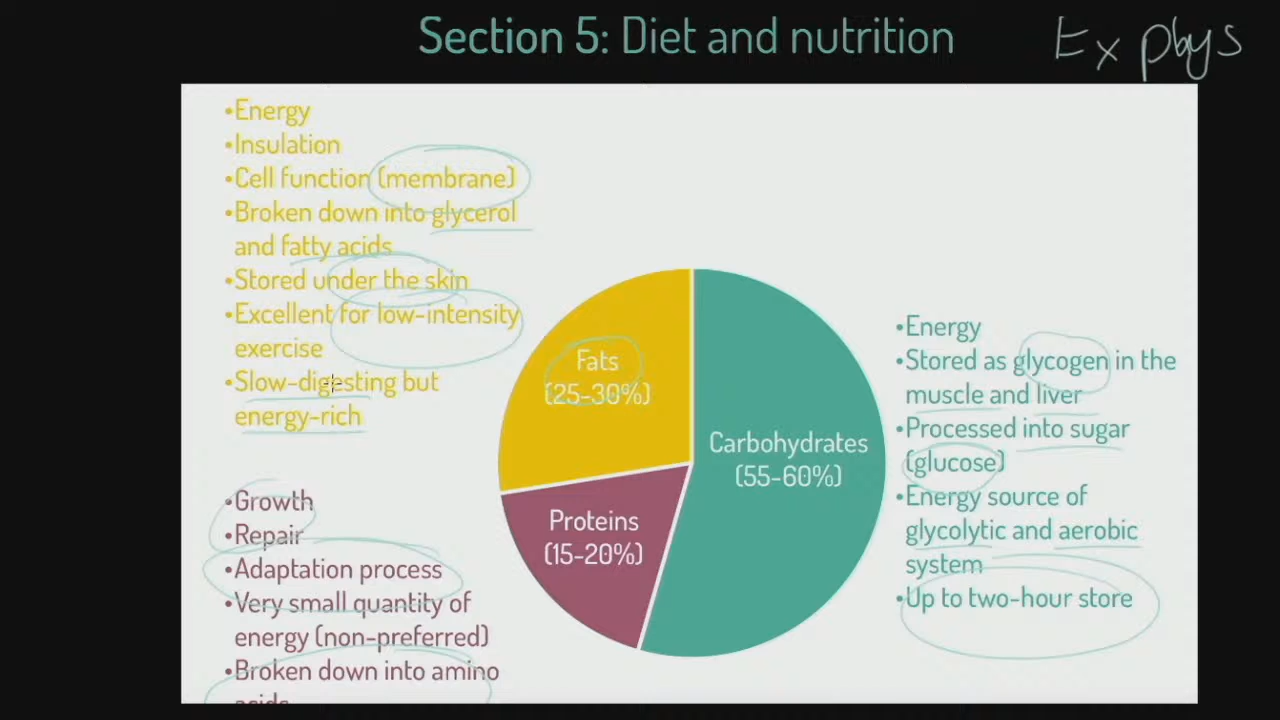 Section 5: Diet and nutrition
Ex phys
•Energy
•Insulation
•Cell function (membrane)
•Broken down into glycerol
and fatty acids
•Stored under the skin
•Excellent for low-intensity
exercise
•Slow-digesting but
energy-rich
•Growth
•Repair
•Adaptation process
•Very small quantity of
energy (non-preferred)
•Broken down into amino
acids
Fats
(25-30%)
Proteins
(15-20%)
Carbohydrates
(55-60%)
•Energy
•Stored as glycogen in the
muscle and liver
•Processed into sugar
(glucose)
•Energy source of
glycolytic and aerobic
system
•Up to two-hour store